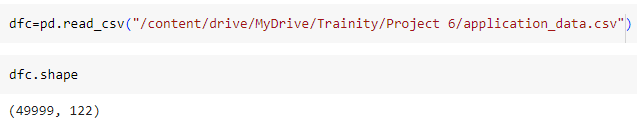 dfc=pd.read_csv("/content/drive/MyDrive/Trainity/Project 6/application_data.csv")
dfc.shape
(49999, 122)